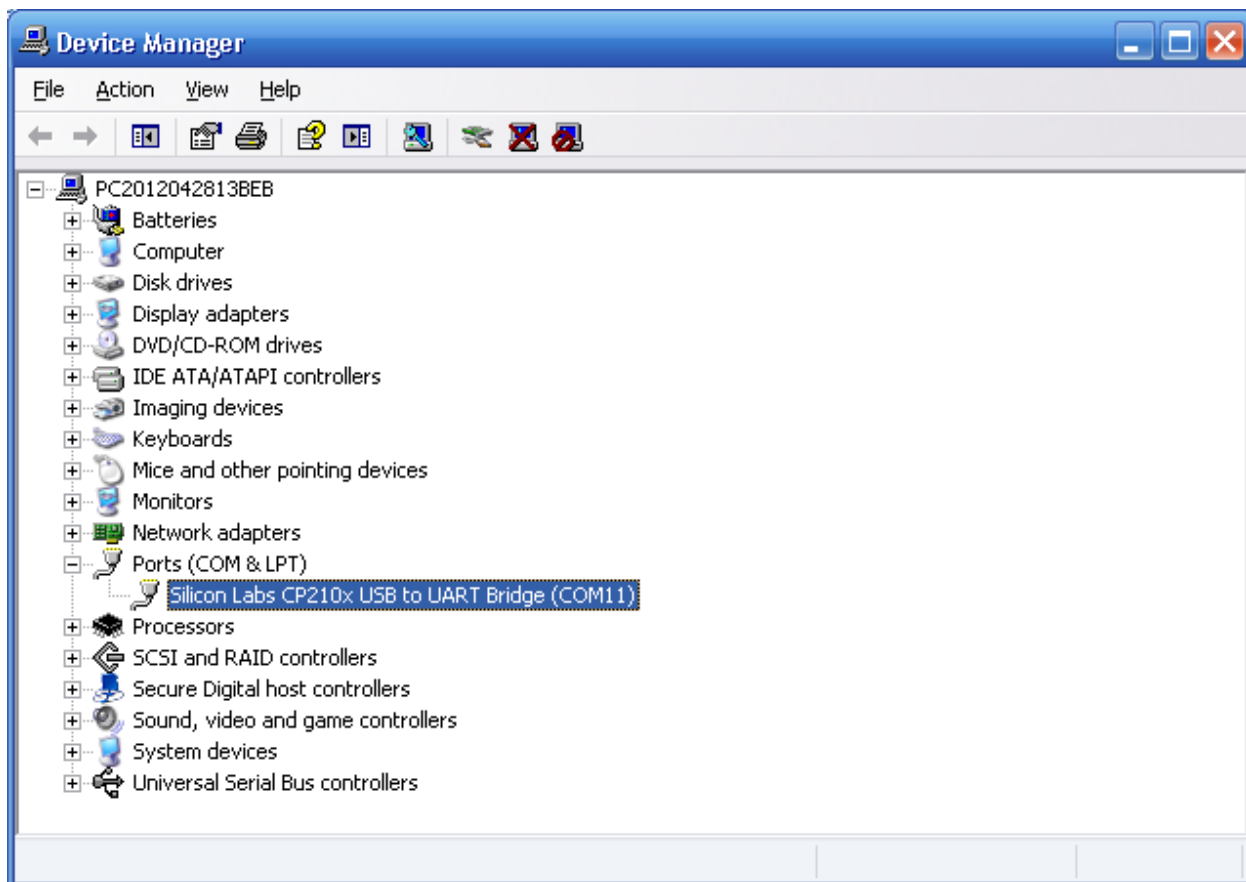 Device Manager
File Action View Help
PC2012042813BEB
Batteries
Computer
Disk drives
Display adapters
DVD/CD-ROM drives
IDE ATA/ATAPI controllers
Imaging devices
Keyboards
Mice and other pointing devices
Monitors
Network adapters
Ports (COM & LPT)
Silicon Labs CP210x USB to UART Bridge (COM11)
Processors
SCSI and RAID controllers
Secure Digital host controllers
Sound, video and game controllers
System devices
Universal Serial Bus controllers